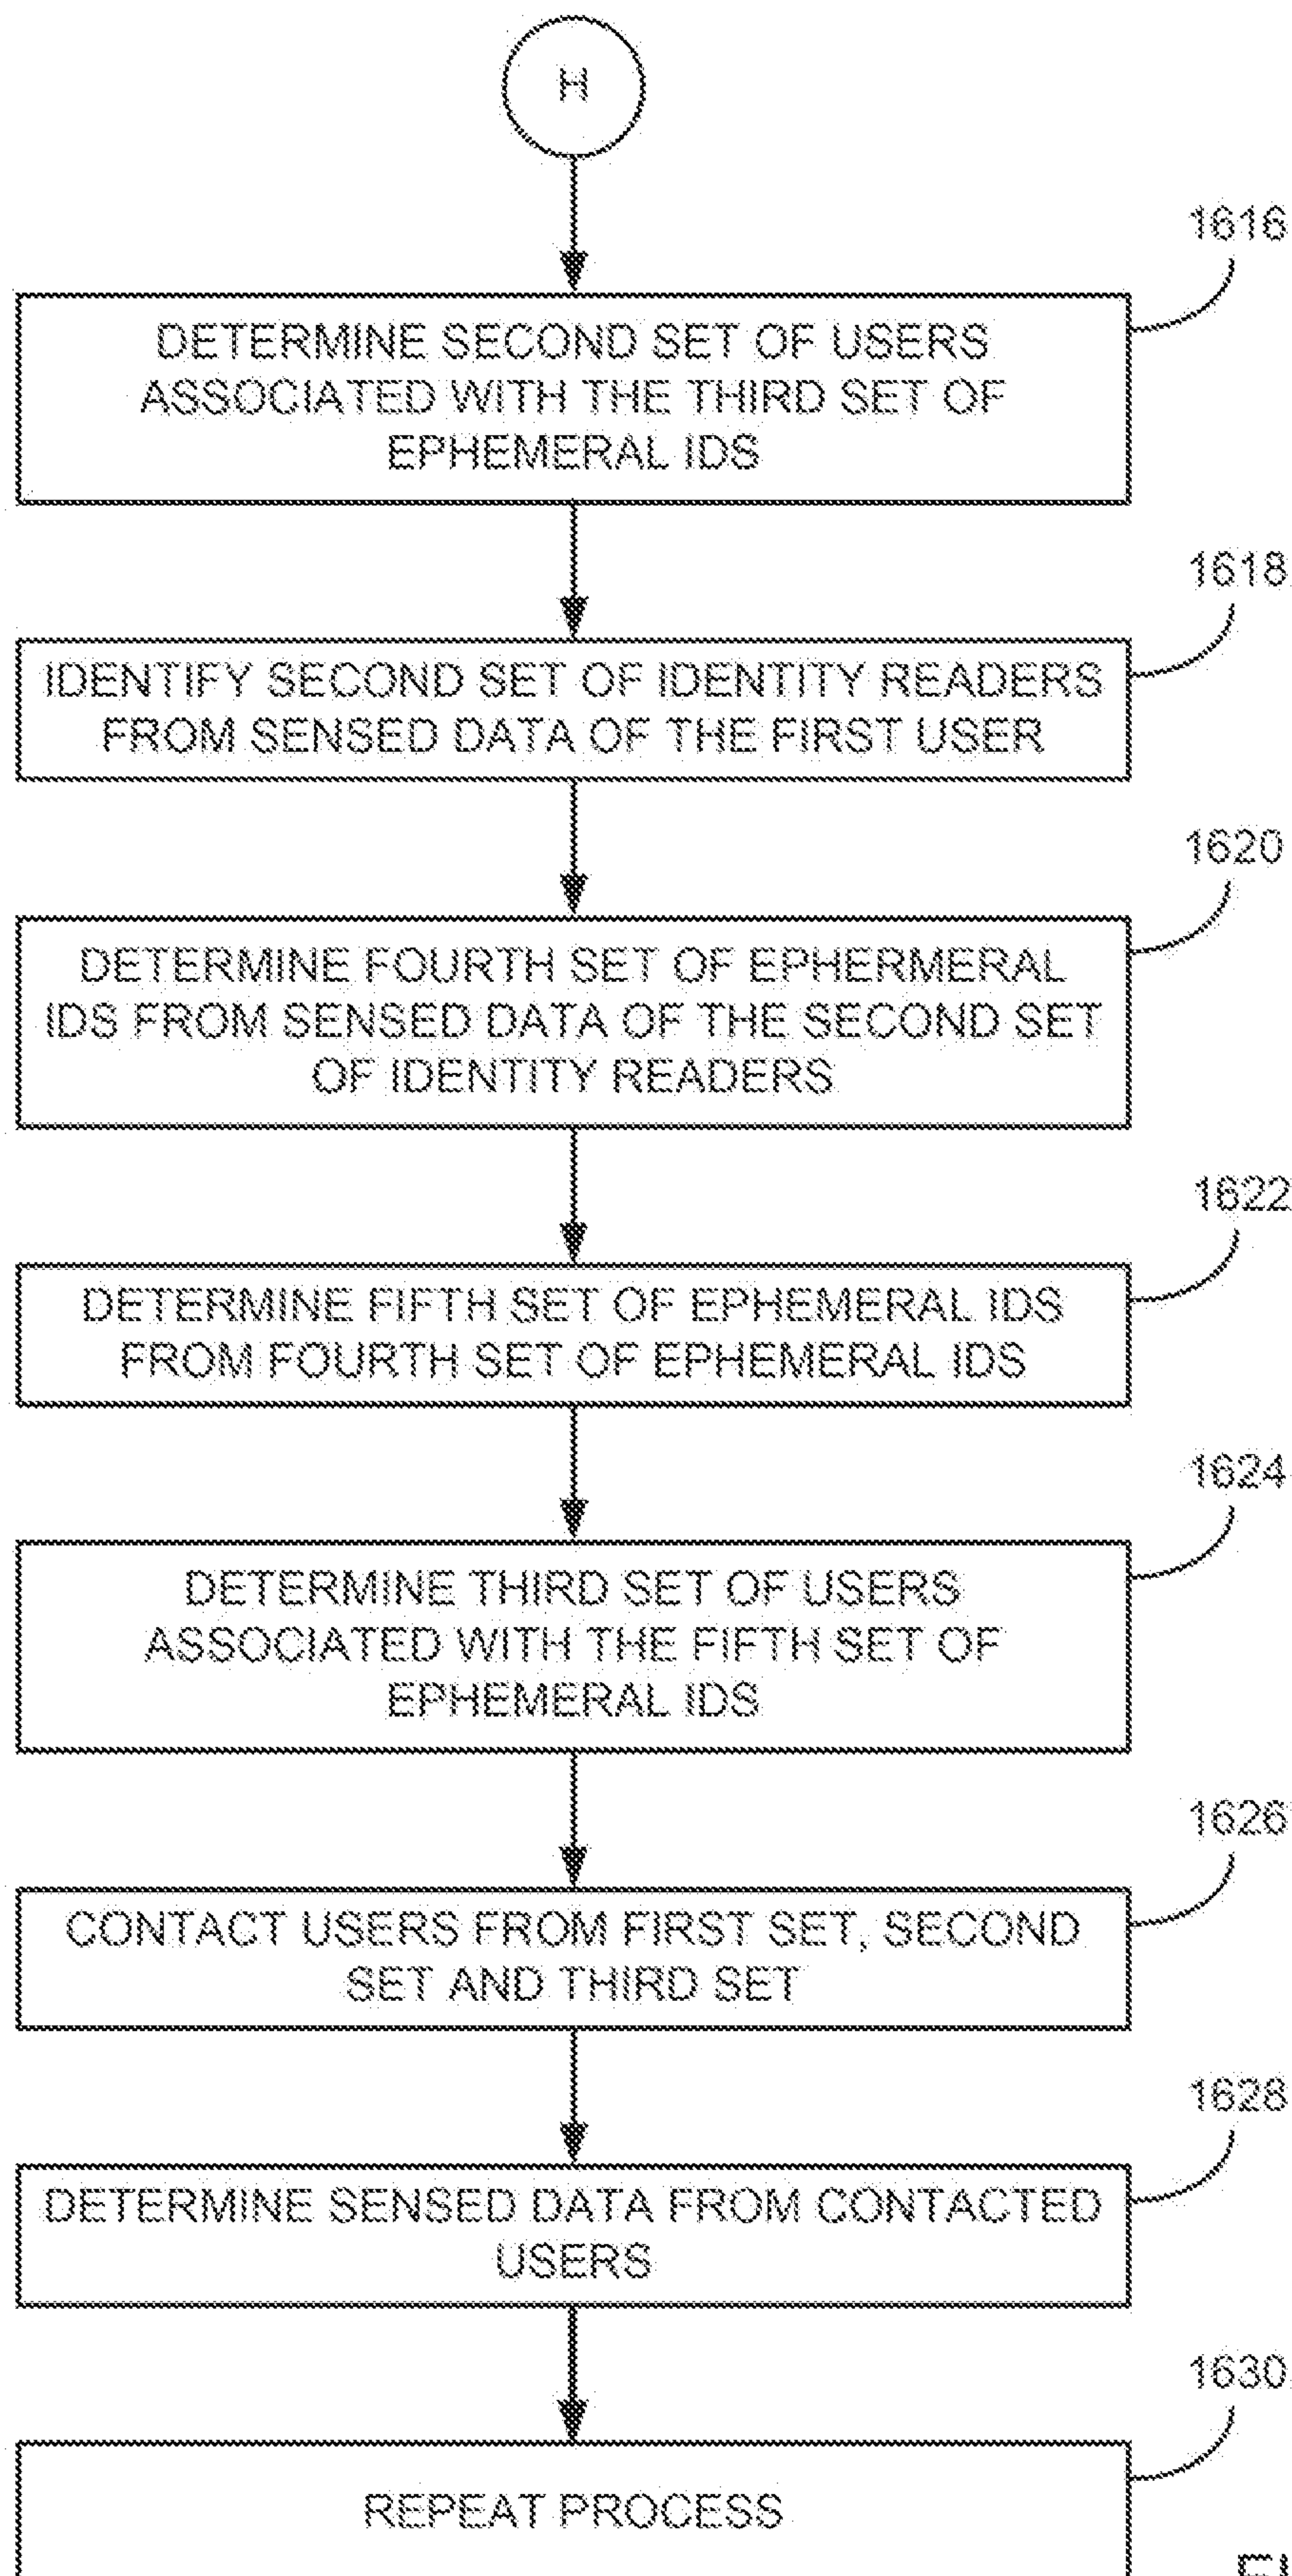 H
1616
DETERMINE SECOND SET OF USERS
ASSOCIATED WITH THE THIRD SET OF
EPHEMERAL IDS
1618
IDENTIFY SECOND SET OF IDENTITY READERS
FROM SENSED DATA OF THE FIRST USER
1620
DETERMINE FOURTH SET OF EPHERMERAL
IDS FROM SENSED DATA OF THE SECOND SET
OF IDENTITY READERS
1622
DETERMINE FIFTH SET OF EPHEMERAL IDS
FROM FOURTH SET OF EPHEMERAL IDS
1624
DETERMINE THIRD SET OF USERS
ASSOCIATED WITH THE FIFTH SET OF
EPHEMERAL IDS
1626
CONTACT USERS FROM FIRST SET, SECOND
SET AND THIRD SET
1628
DETERMINE SENSED DATA FROM CONTACTED
USERS
1630
REPEAT PROCESS